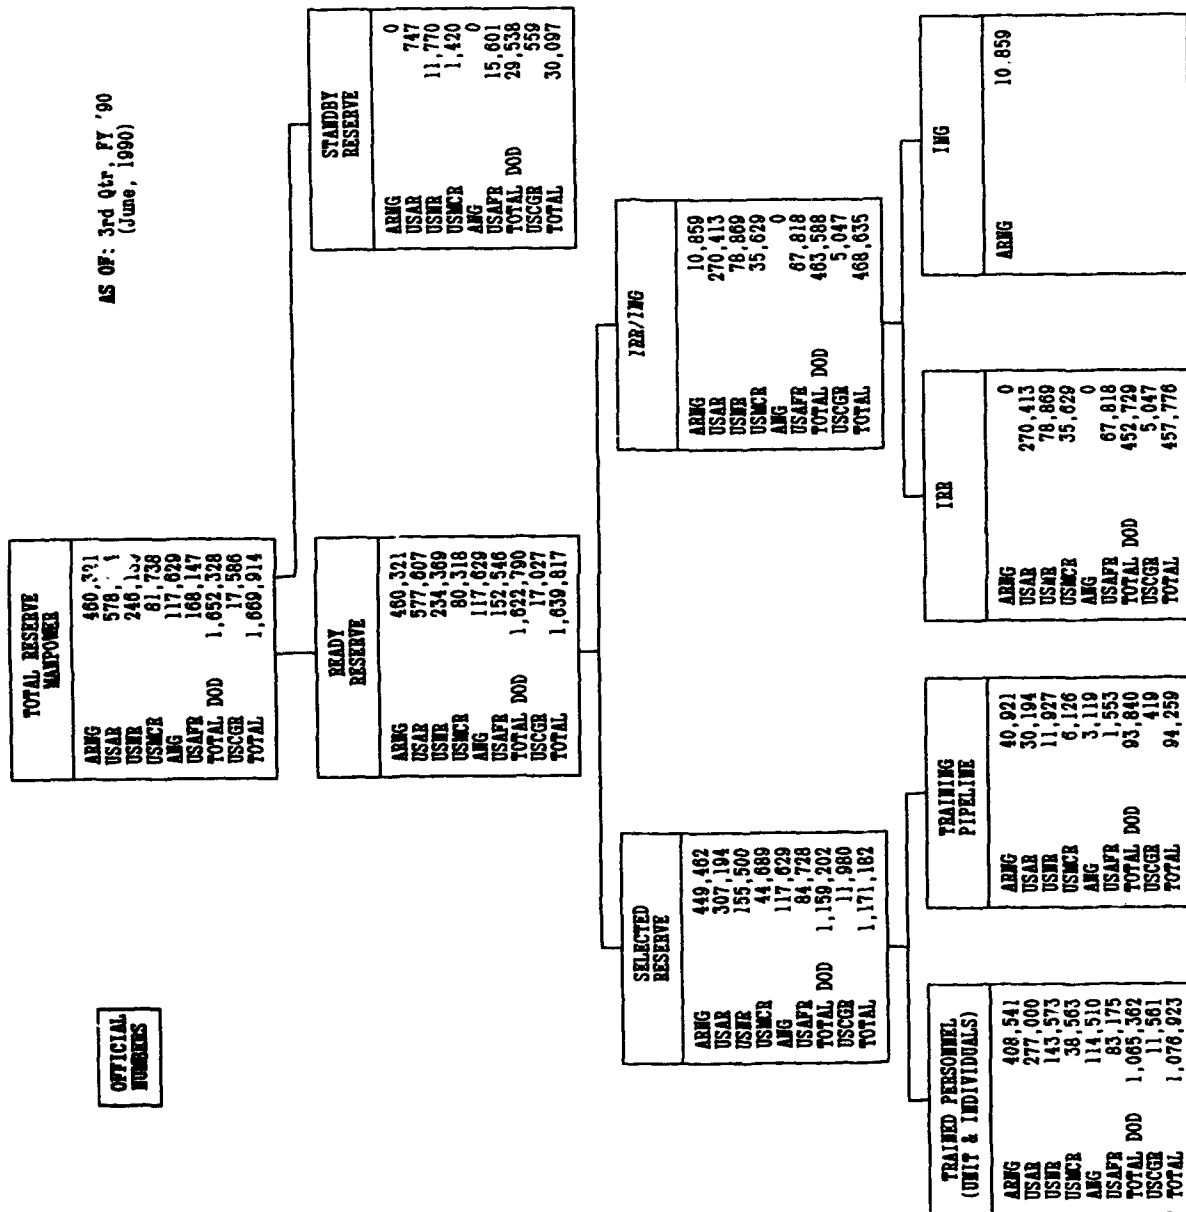 OFFICIAL
NUMBERS
AS OF: 3rd Qtr, FY '90
(June, 1990)
TOTAL RESERVE
MANPOWER
ARNG 460,321
USAR
USNR 246,139
USMCR 81,738
ANG 117,629
USAFR 168,147
TOTAL DOD 1,652,328
USCGR 17,586
TOTAL 1,669,914
READY
RESERVE
ARNG 460,321
USAR 577,607
USNR 234,369
USMCR 80,318
ANG 117,629
USAFR 152,546
TOTAL DOD 1,622,790
USCGR 17,027
TOTAL 1,639,817
STANDBY
RESERVE
ARNG 0
USAR 747
USNR 11,770
USMCR 1,420
ANG 0
USAFR 15,601
TOTAL DOD 29,538
USCGR 559
TOTAL 30,097
SELECTED
RESERVE
ARNG 449,462
USAR 307,194
USNR 155,500
USMCR 44,689
ANG 117,629
USAFR 84,728
TOTAL DOD 1,159,202
USCGR 11,980
TOTAL 1,171,182
IRR/ING
ARNG 10,859
USAR 270,413
USNR 78,869
USMCR 35,629
ANG 0
USAFR 67,818
TOTAL DOD 463,588
USCGR 5,047
TOTAL 468,635
TRAINED PERSONNEL
(UNIT & INDIVIDUALS)
ARNG 408,541
USAR 277,000
USNR 143,573
USMCR 38,563
ANG 114,510
USAFR 83,175
TOTAL DOD 1,065,362
USCGR 11,561
TOTAL 1,076,923
TRAINING
PIPELINE
ARNG 40,921
USAR 30,194
USNR 11,927
USMCR 6,126
ANG 3,119
USAFR 1,553
TOTAL DOD 93,840
USCGR 419
TOTAL 94,259
IRR
ARNG 0
USAR 270,413
USNR 78,869
USMCR 35,629
ANG 0
USAFR 67,818
TOTAL DOD 452,729
USCGR 5,047
TOTAL 457,776
ING
ARNG 10,859